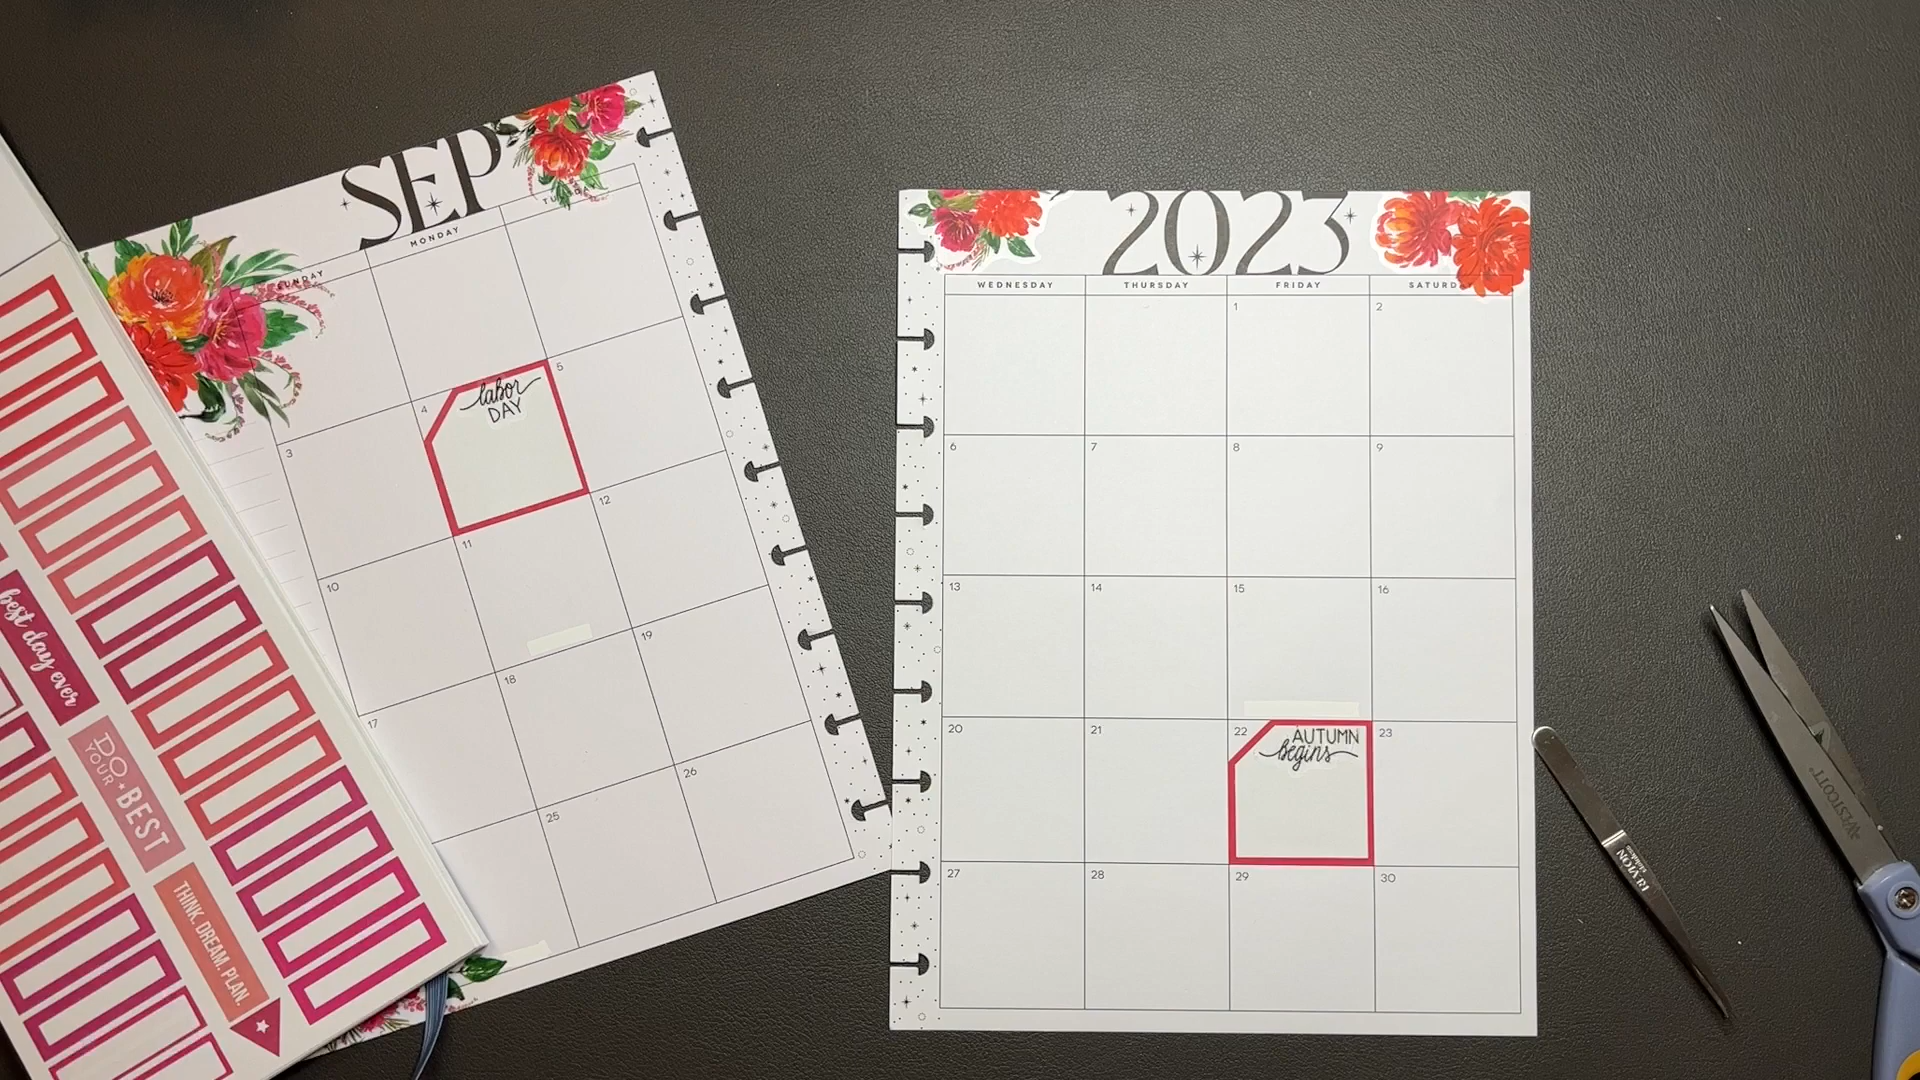 SEP
MONDAY
3
4
labor
DAY
5
10
11
12
17
18
19
25
26
2023
WEDNESDAY THURSDAY FRIDAY
1 2
6 7 8 9
13 14 15 16
20 21 22 23
AUTUMN
begins
27 28 29 30
best day ever
DO
YOUR
BEST
THINK. DREAM. PLAN.
REVLON
WESTCOTT